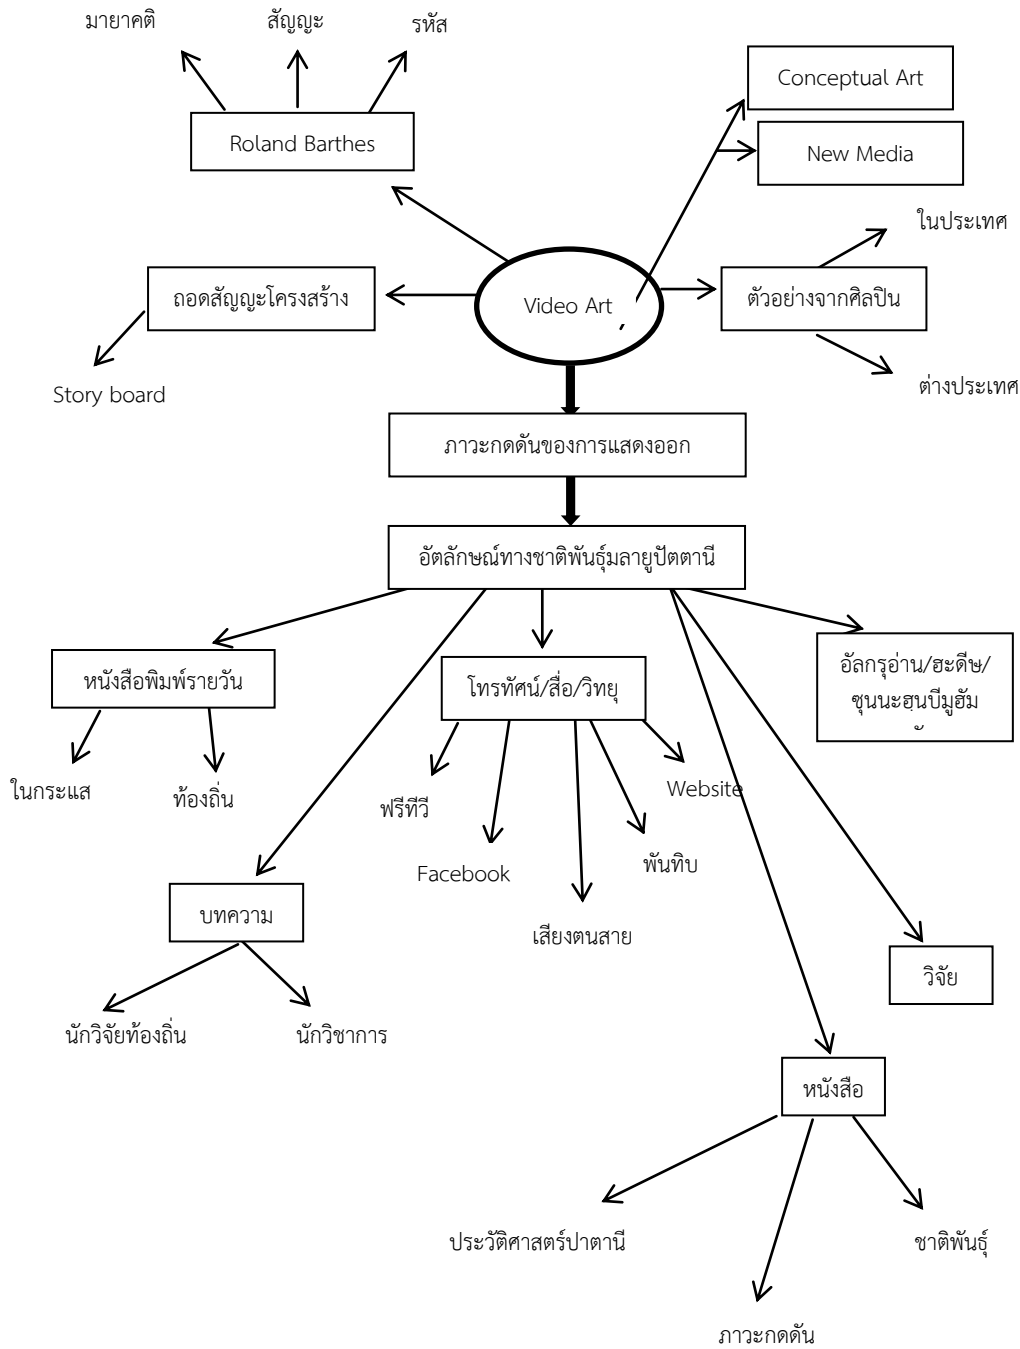 มายาคติ
สัญญะ
รหัส
Roland Barthes
Conceptual Art
New Media
ในประเทศ
ถอดสัญญะโครงสร้าง
Video Art
ตัวอย่างจากศิลปิน
Story board
ต่างประเทศ
ภาวะกดดันของการแสดงออก
อัตลักษณ์ทางชาติพันธุ์มลายูปัตตานี
หนังสือพิมพ์รายวัน
โทรทัศน์/สื่อ/วิทยุ
อัลกรุอ่าน/ฮะดีษ/
ซุนนะฮฺนบีมูฮัม
ในกระแส
ท้องถิ่น
ฟรีทีวี
Website
Facebook
พันทิบ
บทความ
เสียงตนสาย
วิจัย
นักวิจัยท้องถิ่น
นักวิชาการ
หนังสือ
ประวัติศาสตร์ปาตานี
ชาติพันธุ์
ภาวะกดดัน